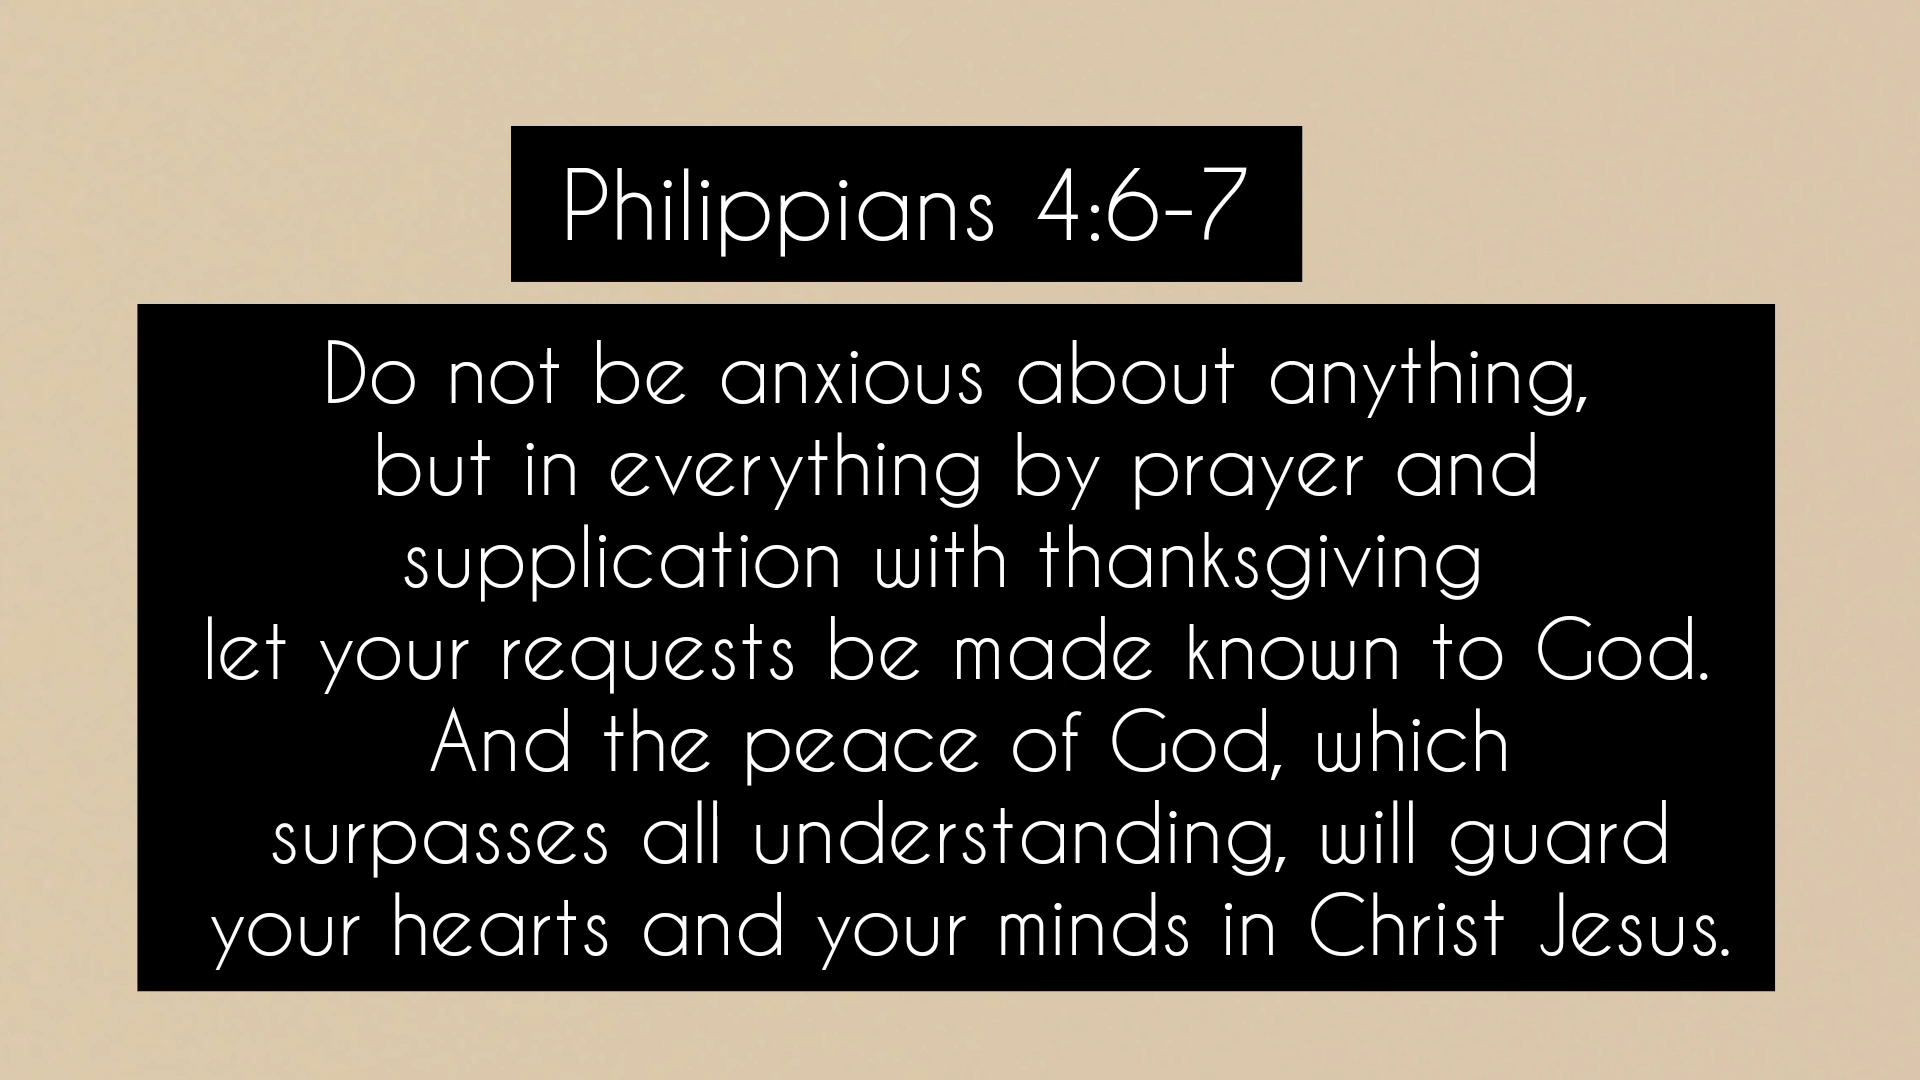 Philippians 4:6-7
Do not be anxious about anything,
but in everything by prayer and
supplication with thanksgiving
let your requests be made known to God.
And the peace of God, which
surpasses all understanding, will guard
your hearts and your minds in Christ Jesus.